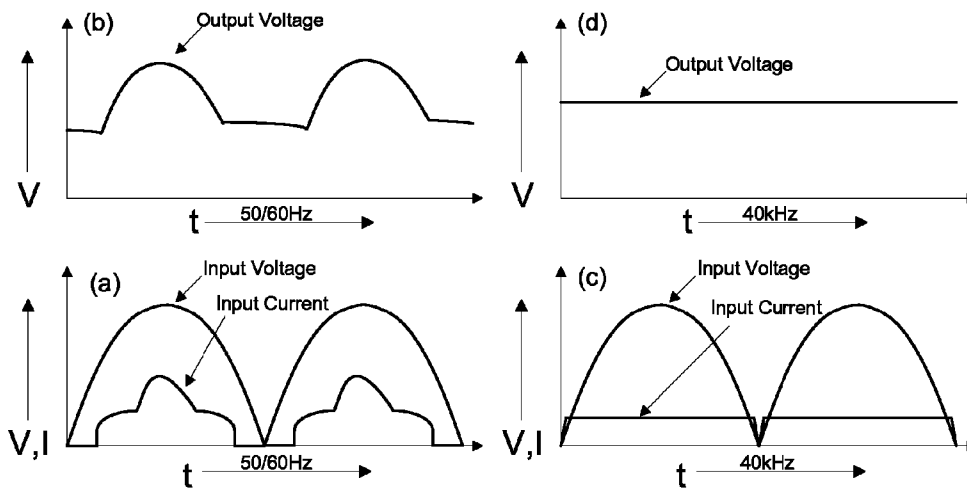 (b)
Output Voltage
V
t
50/60Hz
(d)
Output Voltage
V
t
40kHz
(a)
Input Voltage
Input Current
V,I
t
50/60Hz
(c)
Input Voltage
Input Current
V,I
t
40kHz